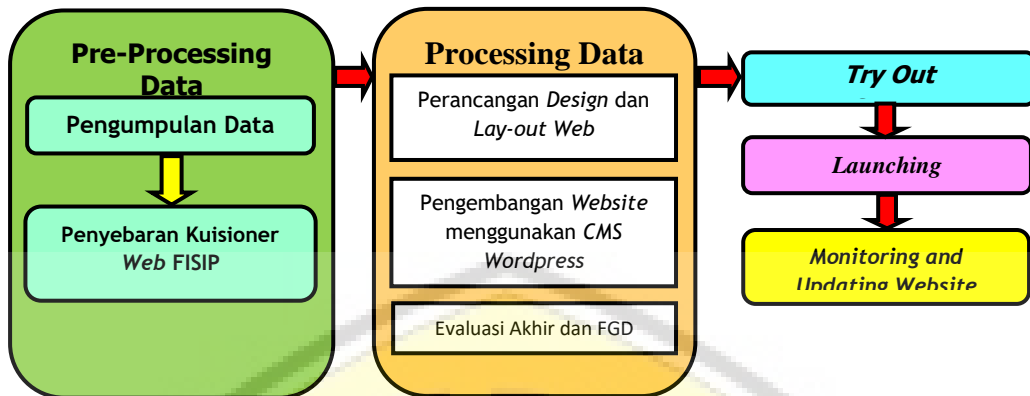 Pre-Processing
Data
Pengumpulan Data
Penyebaran Kuisioner
Web FISIP
Processing Data
Perancangan Design dan
Lay-out Web
Pengembangan Website
menggunakan CMS
Wordpress
Evaluasi Akhir dan FGD
Try Out
Launching
Monitoring and
Updating Website